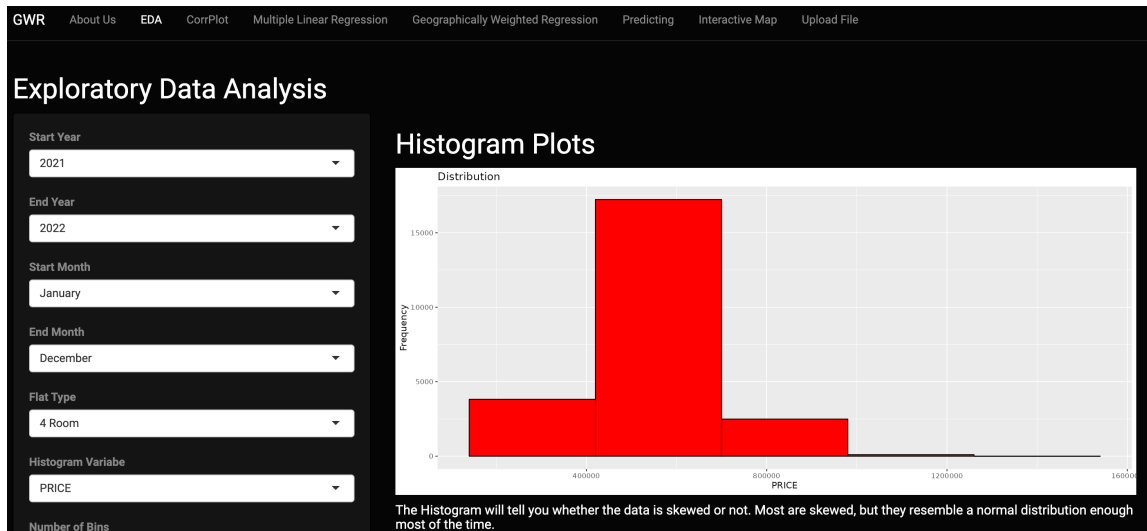 GWR About Us EDA CorrPlot Multiple Linear Regression Geographically Weighted Regression Predicting Interactive Map Upload File
Exploratory Data Analysis
Start Year
2021
End Year
2022
Start Month
January
End Month
December
Flat Type
4 Room
Histogram Variabe
PRICE
Number of Bins
Histogram Plots
Distribution
Frequency
15000
10000
5000
0
400000 800000 1200000 160000
PRICE
The Histogram will tell you whether the data is skewed or not. Most are skewed, but they resemble a normal distribution enough
most of the time.